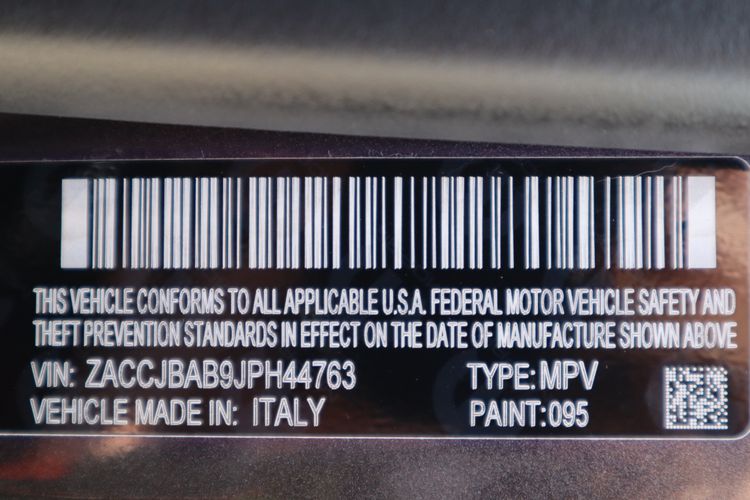 THIS VEHICLE CONFORMS TO ALL APPLICABLE U.S.A. FEDERAL MOTOR VEHICLE SAFETY AND
THEFT PREVENTION STANDARDS IN EFFECT ON THE DATE OF MANUFACTURE SHOWN ABOVE
VIN: ZACCJBAB9JPH44763 TYPE: MPV
VEHICLE MADE IN: ITALY PAINT: 095